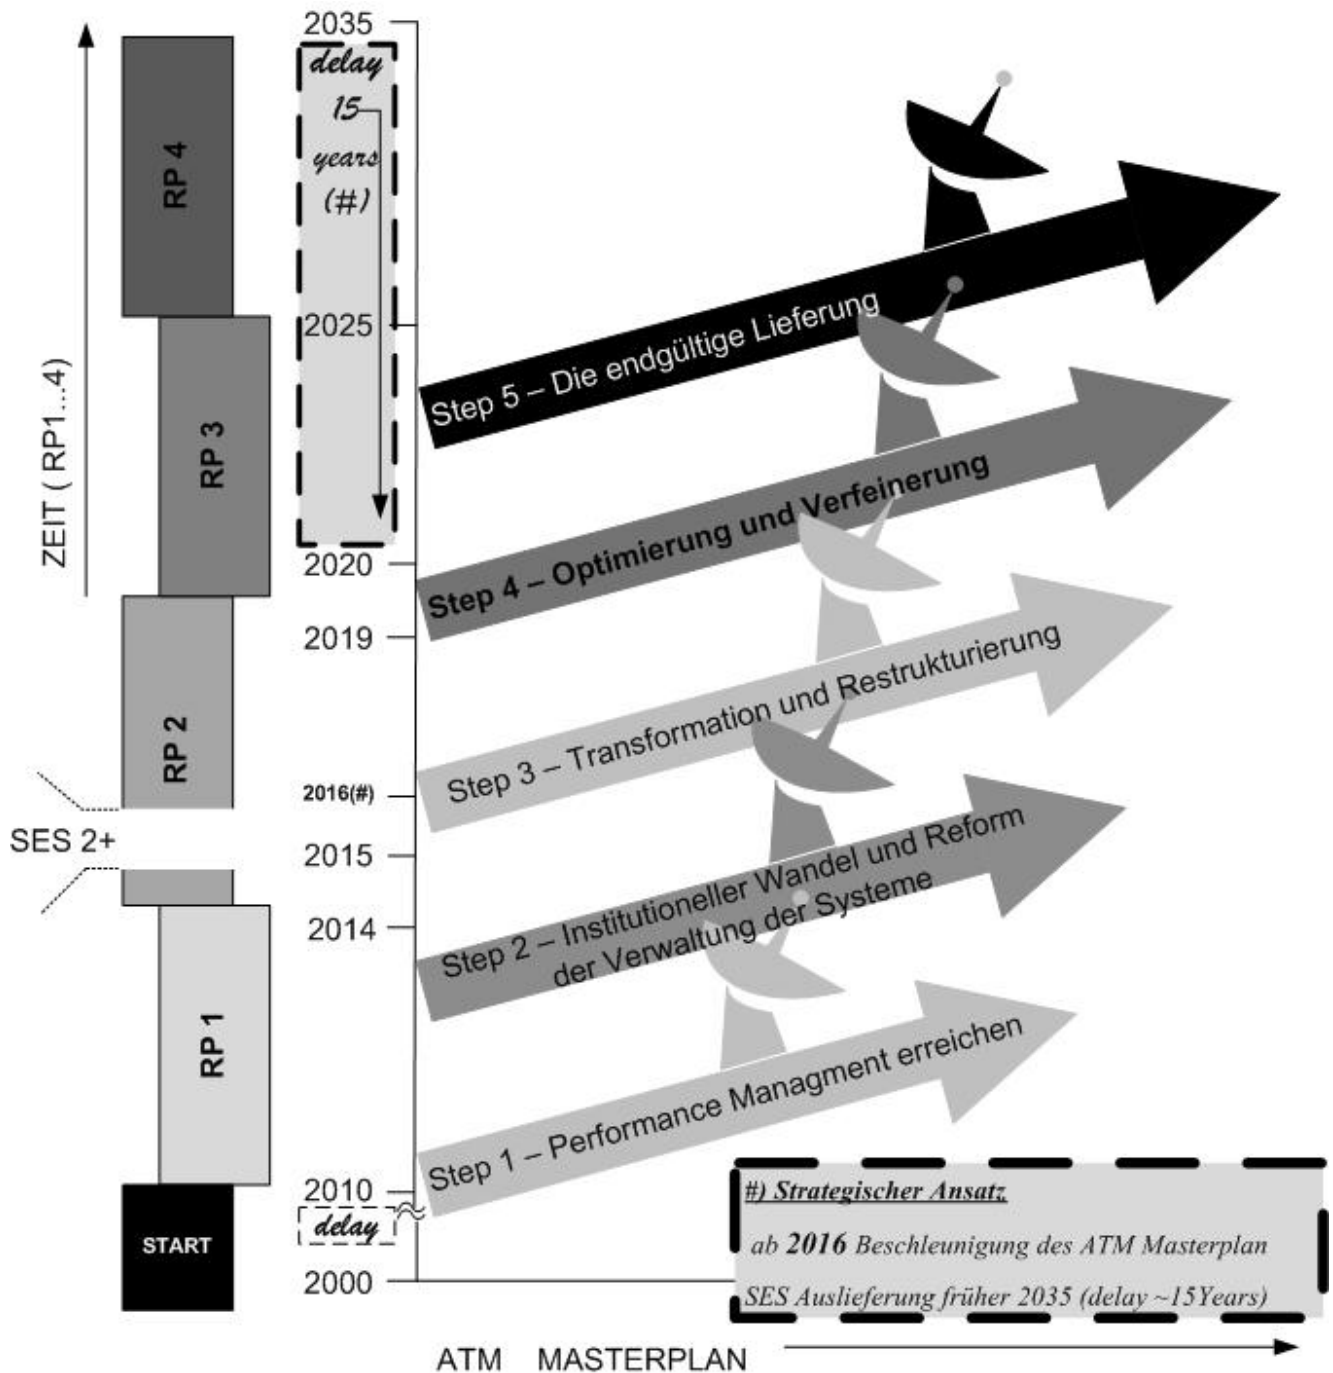 2035
delay
15
years
(#)
RP 4
2025
Step 5 – Die endgültige Lieferung
ZEIT ( RP1...4)
RP 3
2020
Step 4 – Optimierung und Verfeinerung
2019
RP 2
2016(#)
Step 3 – Transformation und Restrukturierung
SES 2+
2015
2014
Step 2 – Institutioneller Wandel und Reform
der Verwaltung der Systeme
RP 1
Step 1 – Performance Managment erreichen
2010
delay
START
2000
#) Strategischer Ansatz
ab 2016 Beschleunigung des ATM Masterplan
SES Auslieferung früher 2035 (delay ~15Years)
ATM MASTERPLAN